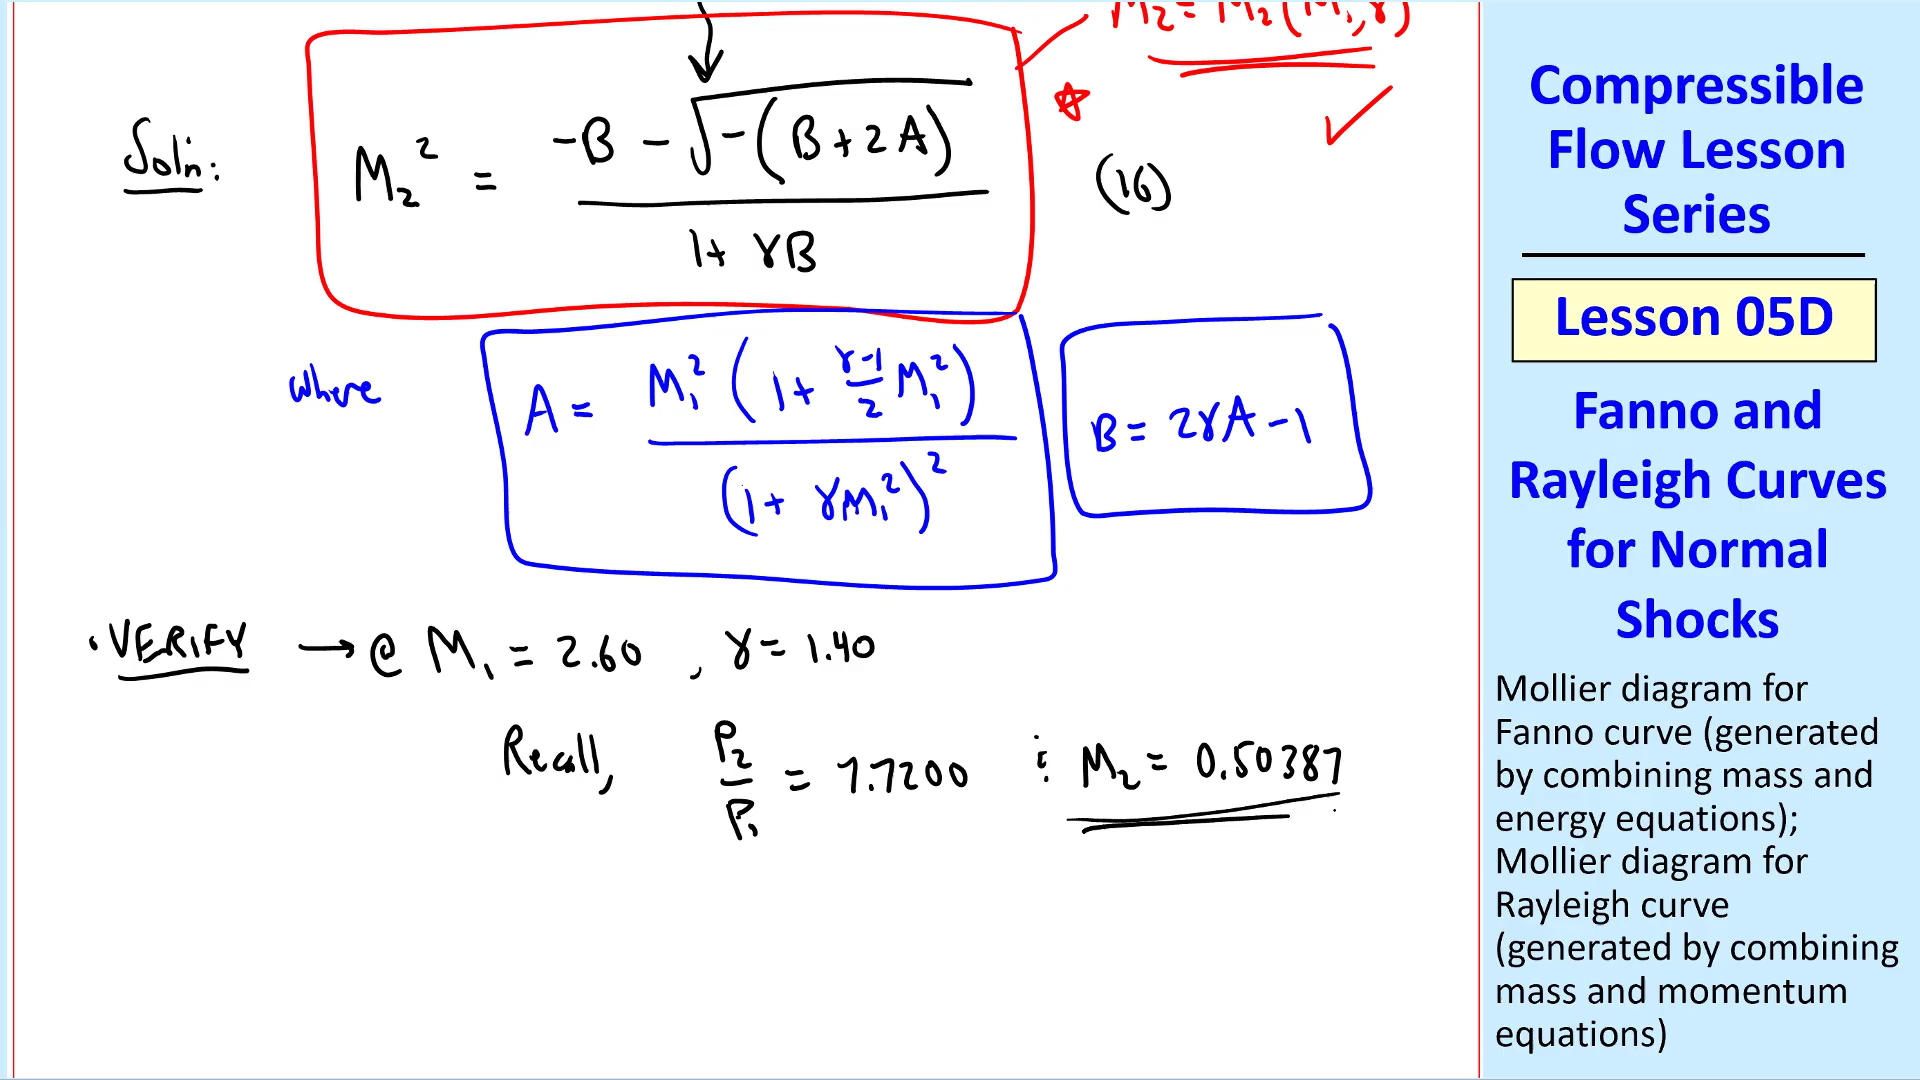 M₂ = M₂(M₁,γ)
Soln: M₂² = (-B - √(-(B+2A))) / (1+γB) (16)
where A = M₁²(1+((γ-1)/2)M₁²) / (1+γM₁²)² B = 2γA-1
• VERIFY → @ M₁ = 2.60 , γ = 1.40
Recall, P₂/P₁ = 7.7200 ; M₂ = 0.50387
Compressible
Flow Lesson
Series
Lesson 05D
Fanno and
Rayleigh Curves
for Normal
Shocks
Mollier diagram for
Fanno curve (generated
by combining mass and
energy equations);
Mollier diagram for
Rayleigh curve
(generated by combining
mass and momentum
equations)